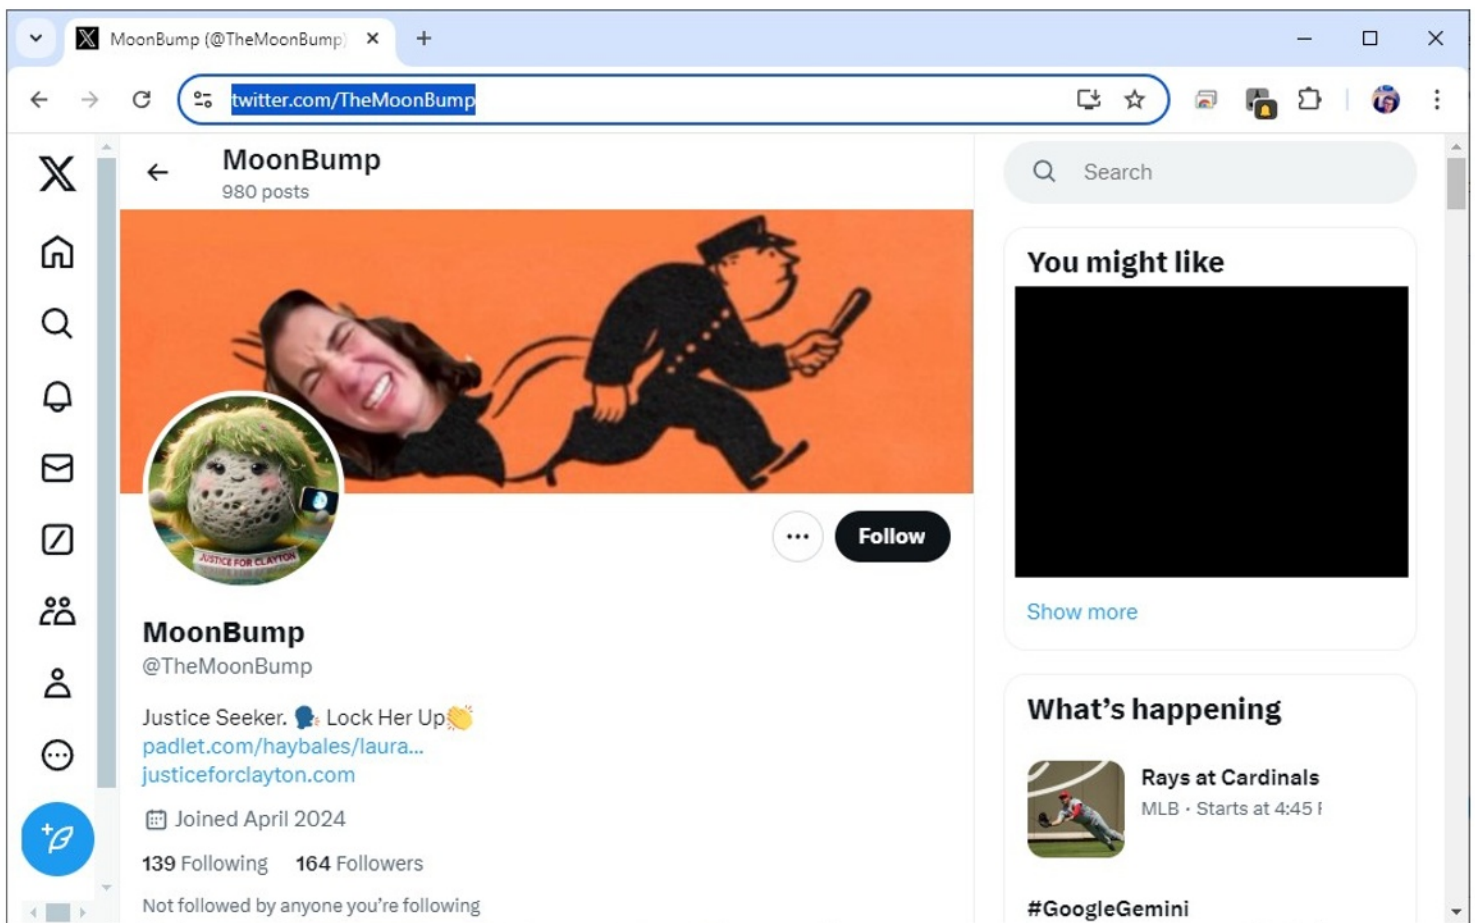 MoonBump (@TheMoonBump)
twitter.com/TheMoonBump
MoonBump
980 posts
Search
You might like
JUSTICE FOR CLAYTON
Follow
Show more
MoonBump
@TheMoonBump
Justice Seeker. 🗣️ Lock Her Up👏
padlet.com/haybales/laura...
justiceforclayton.com
Joined April 2024
139 Following 164 Followers
Not followed by anyone you're following
What's happening
Rays at Cardinals
MLB · Starts at 4:45
#GoogleGemini